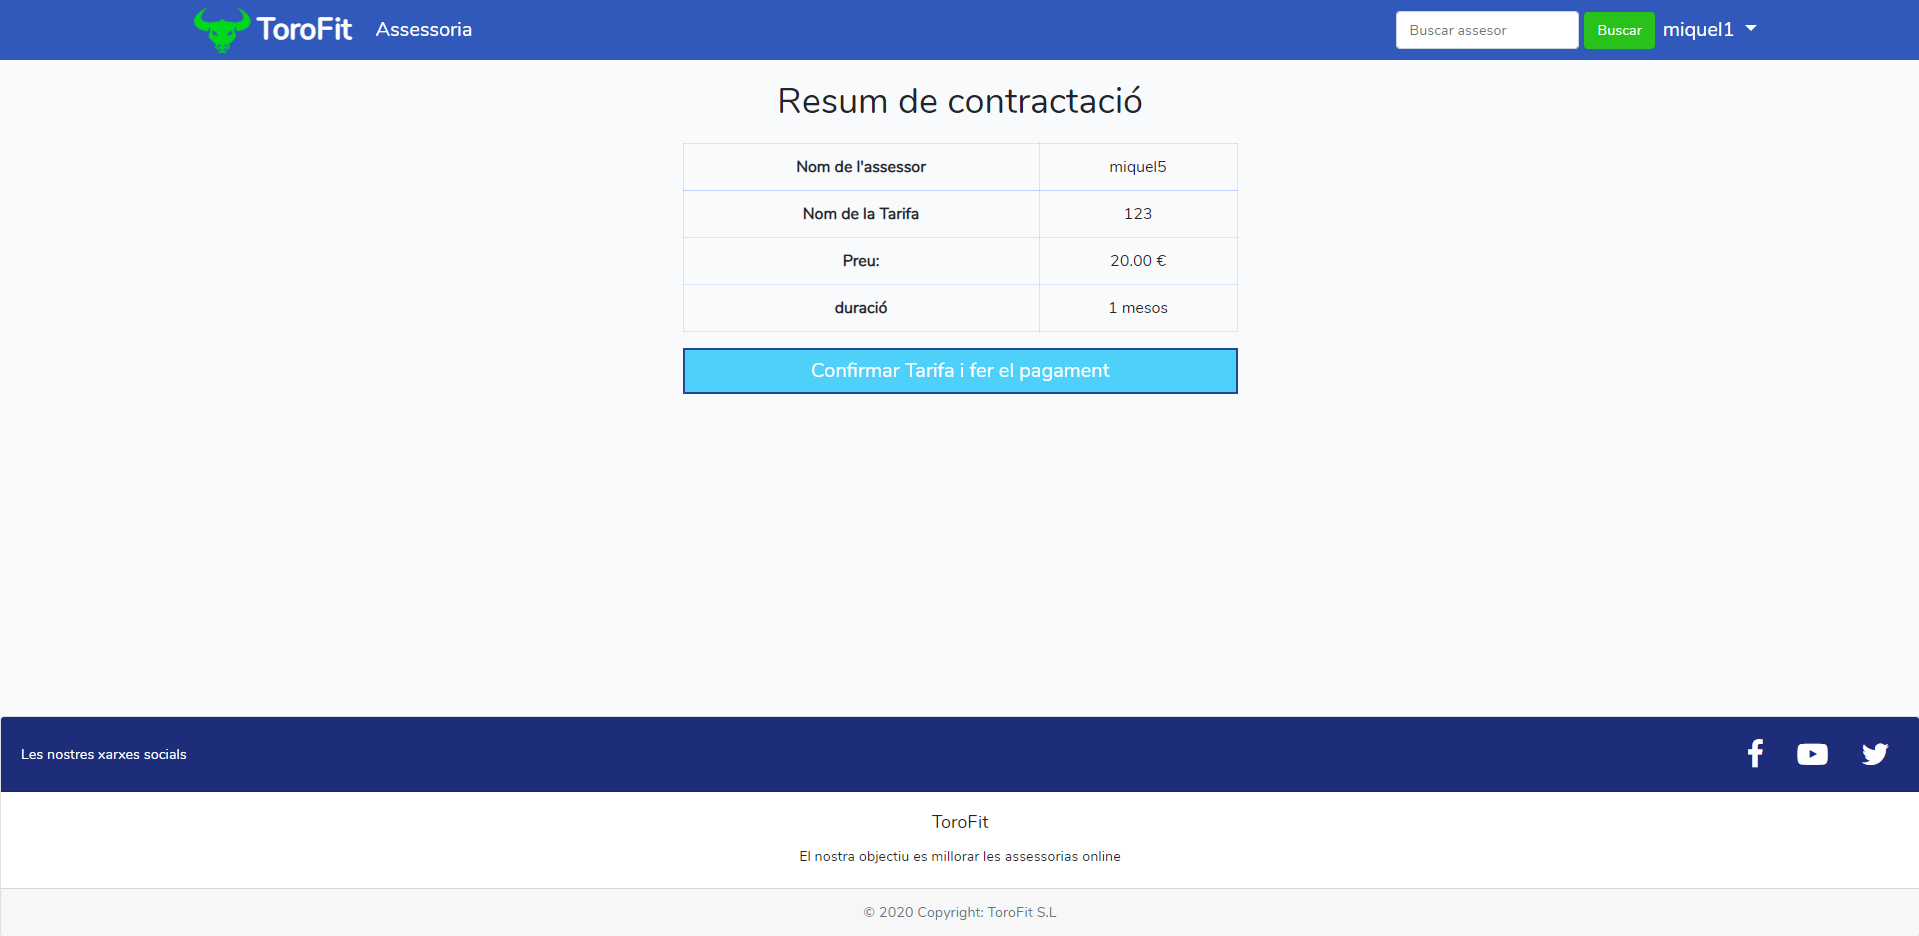 ToroFit Assessoria Buscar assesor Buscar miquel1
Resum de contractació
Nom de l'assessor miquel5
Nom de la Tarifa 123
Preu: 20.00 €
duració 1 mesos
Confirmar Tarifa i fer el pagament
Les nostres xarxes socials
ToroFit
El nostra objectiu es millorar les assessorias online
© 2020 Copyright: ToroFit S.L